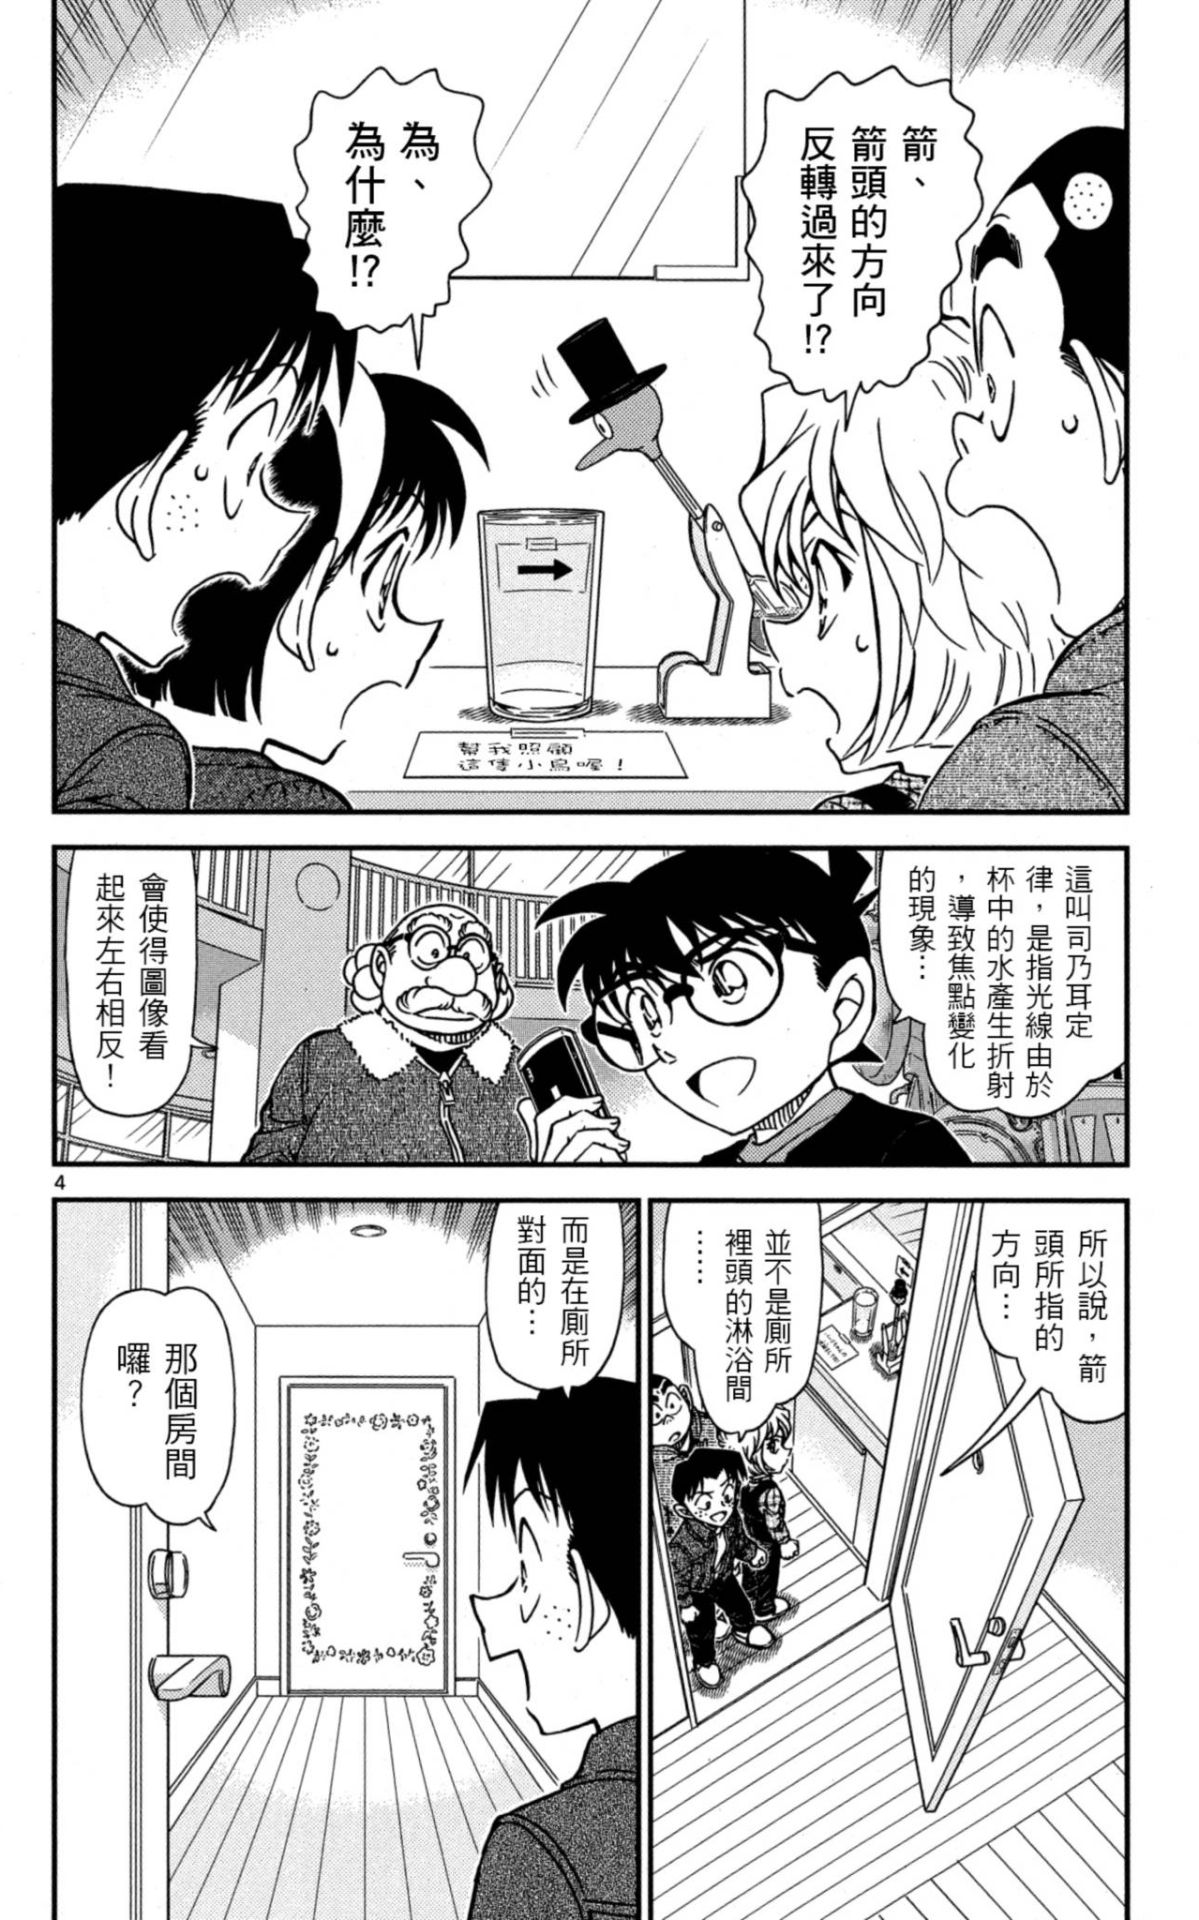 箭、
箭頭的方向
反轉過來了!?
為、
為什麼!?
幫我照顧
這隻小鳥喔！
這叫司乃耳定
律，是指光線由於
杯中的水產生折射
，導致焦點變化
的現象…
會使得圖像看
起來左右相反！
4
所以說，箭
頭所指的
方向…
並不是廁所
裡頭的淋浴間
……
而是在廁所
對面的…
那個房間
囉？